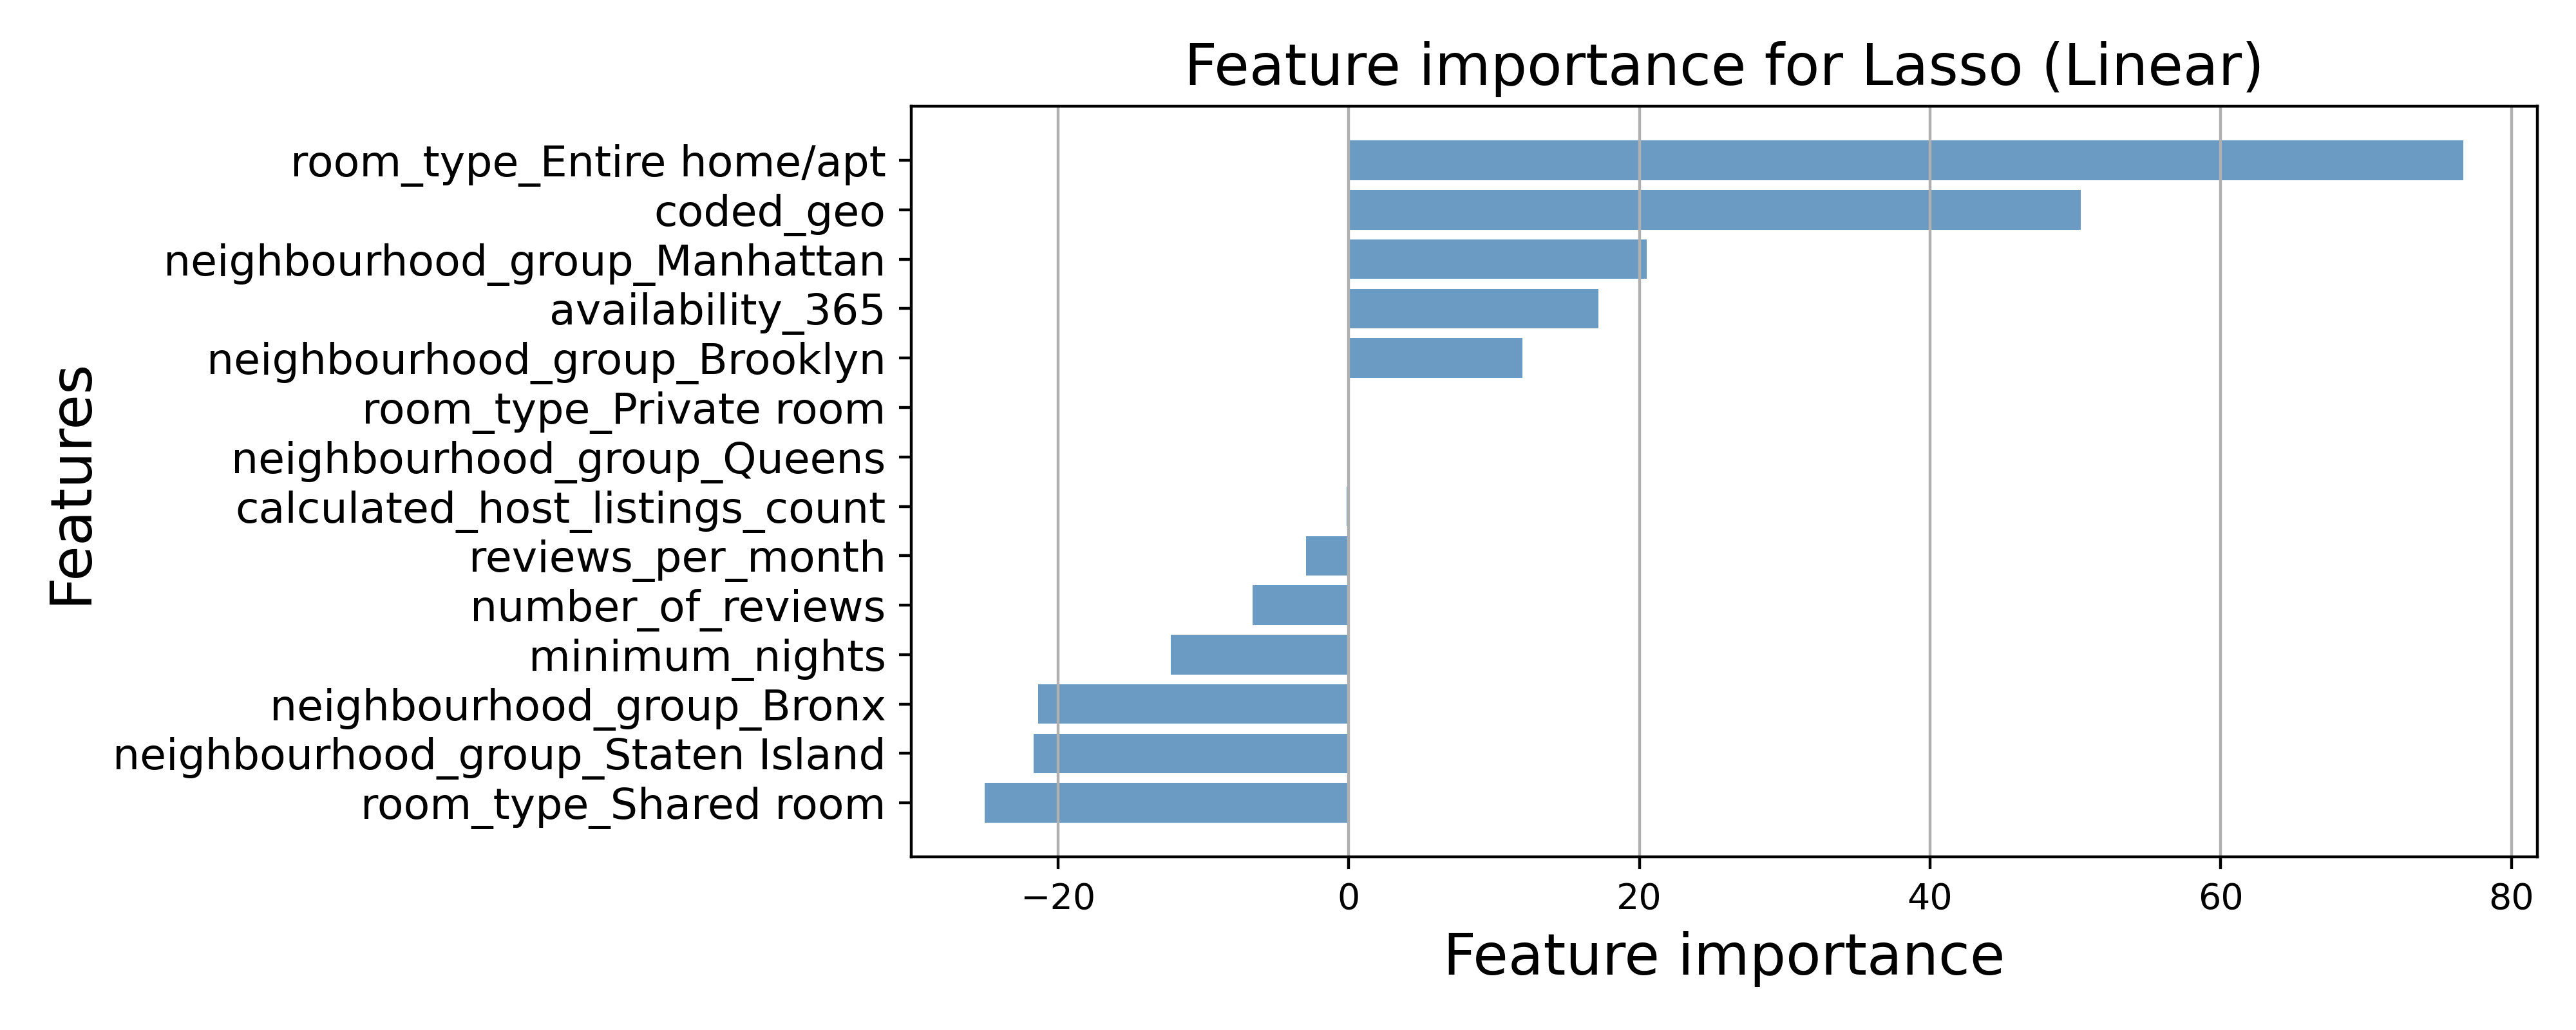 Feature importance for Lasso (Linear)
room_type_Entire home/apt
coded_geo
neighbourhood_group_Manhattan
availability_365
neighbourhood_group_Brooklyn
room_type_Private room
neighbourhood_group_Queens
calculated_host_listings_count
reviews_per_month
number_of_reviews
minimum_nights
neighbourhood_group_Bronx
neighbourhood_group_Staten Island
room_type_Shared room
Features
−20 0 20 40 60 80
Feature importance